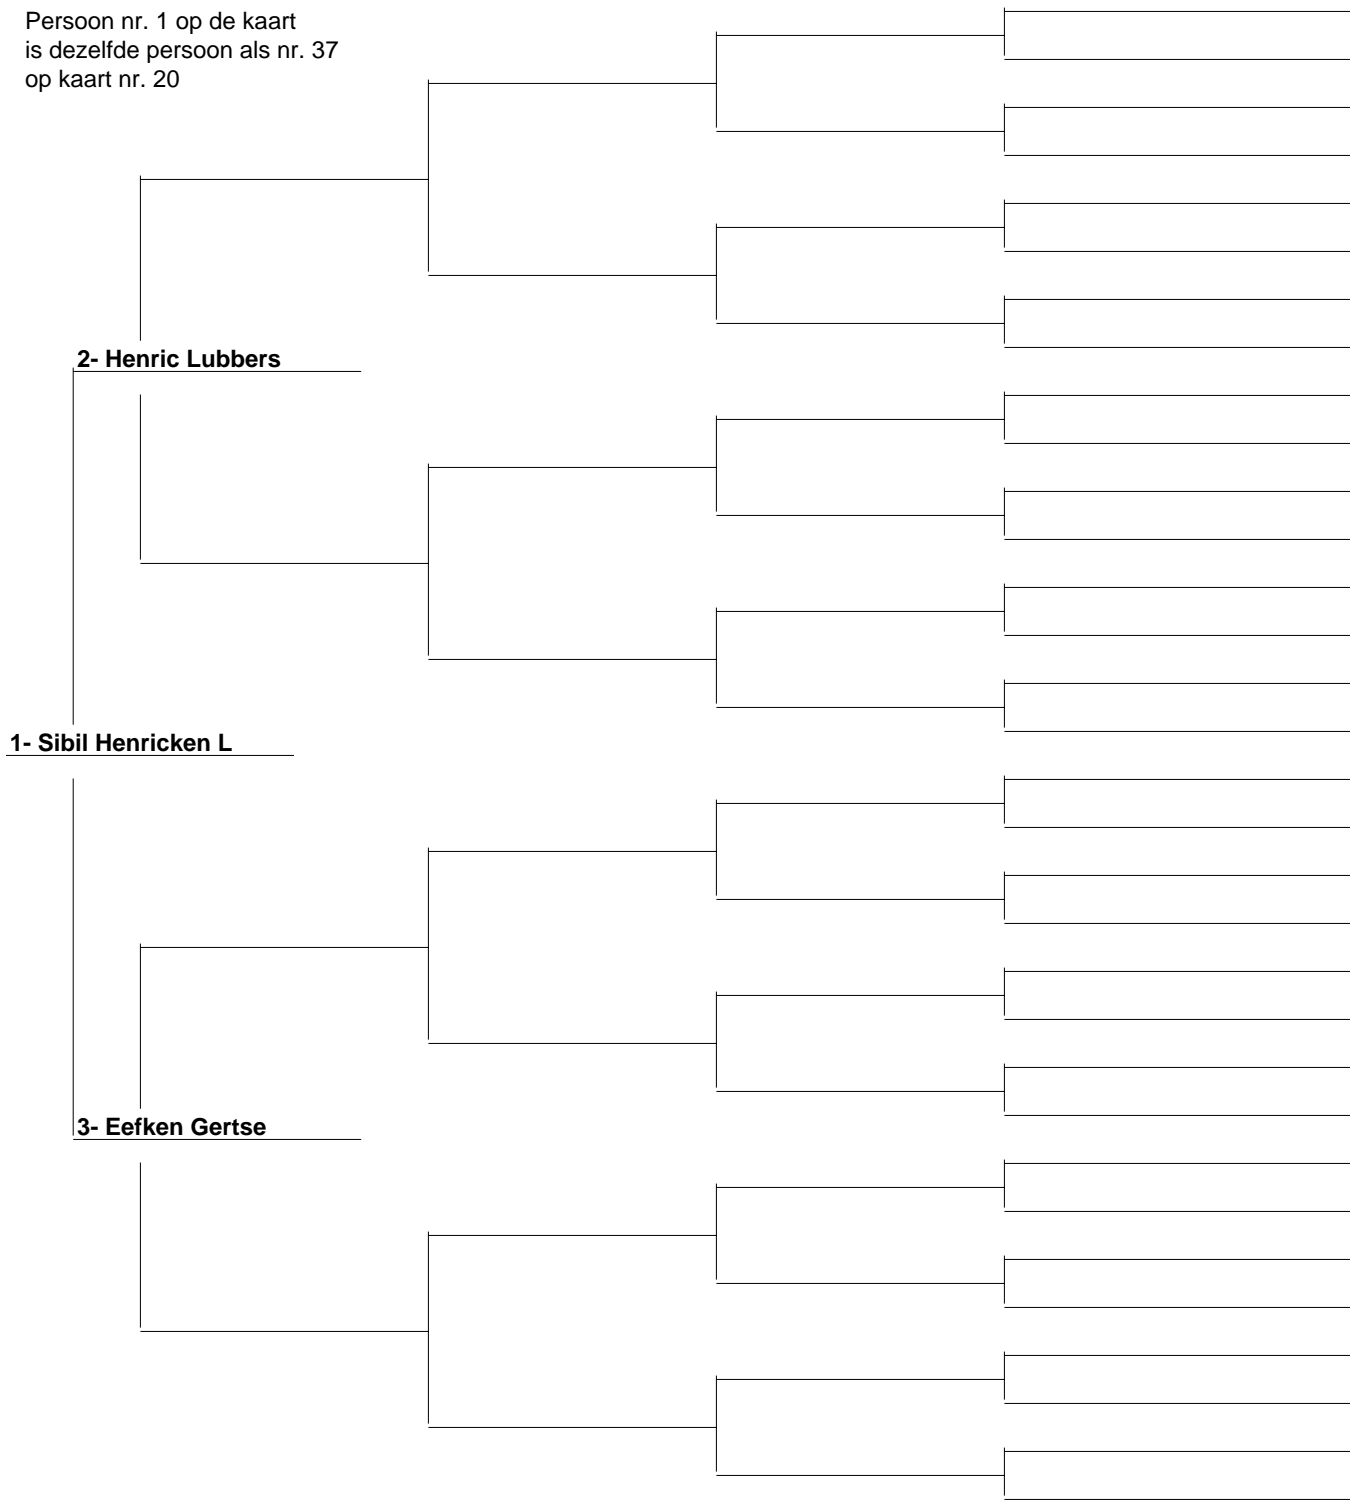 Persoon nr. 1 op de kaart
is dezelfde persoon als nr. 37
op kaart nr. 20
2- Henric Lubbers
1- Sibil Henricken L
3- Eefken Gertse